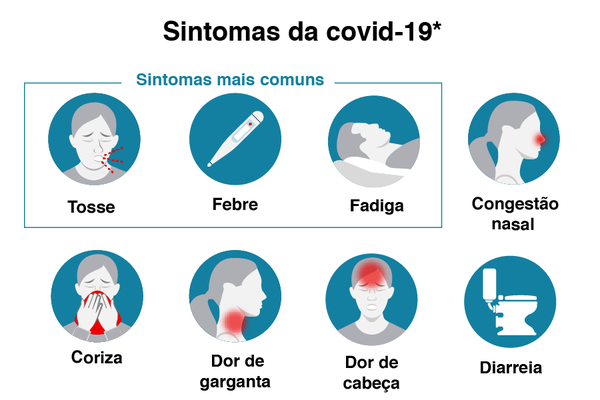 Sintomas da covid-19*
Sintomas mais comuns
Tosse
Febre
Fadiga
Congestão
nasal
Coriza
Dor de
garganta
Dor de
cabeça
Diarreia